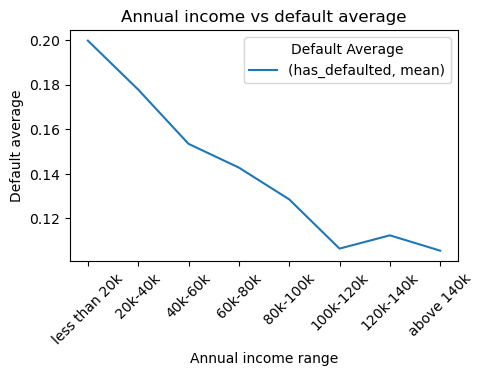 Annual income vs default average
Default Average
(has_defaulted, mean)
Default average
0.20
0.18
0.16
0.14
0.12
less than 20k
20k-40k
40k-60k
60k-80k
80k-100k
100k-120k
120k-140k
above 140k
Annual income range